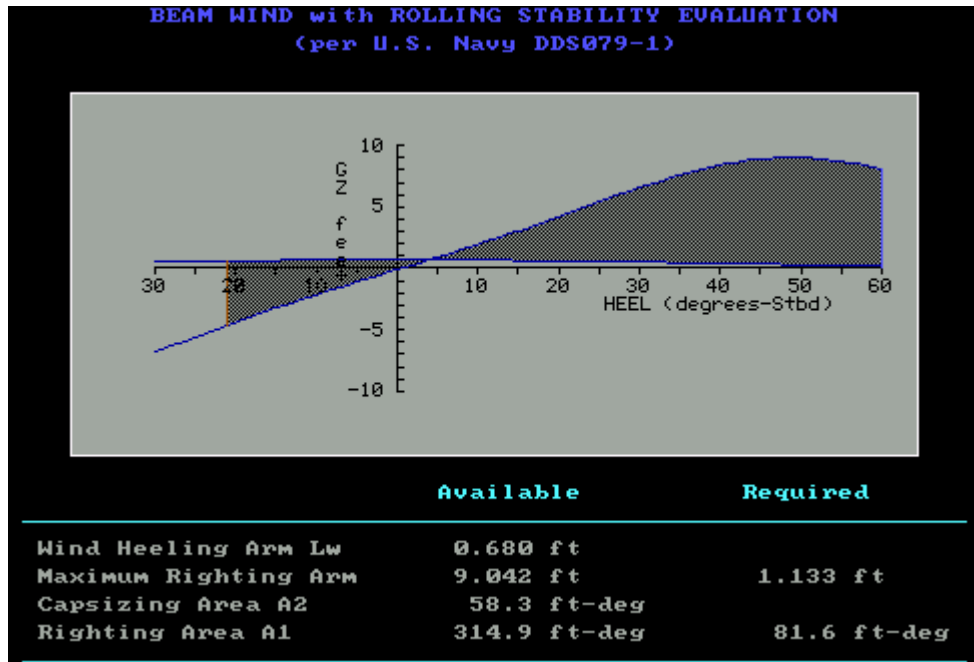 BEAM WIND with ROLLING STABILITY EVALUATION
(per U.S. Navy DDS079-1)
10
GZ feet
5
30 20 10 10 20 30 40 50 60
HEEL (degrees-Stbd)
-5
-10
Available Required
Wind Heeling Arm Lw 0.680 ft
Maximum Righting Arm 9.042 ft 1.133 ft
Capsizing Area A2 58.3 ft-deg
Righting Area A1 314.9 ft-deg 81.6 ft-deg